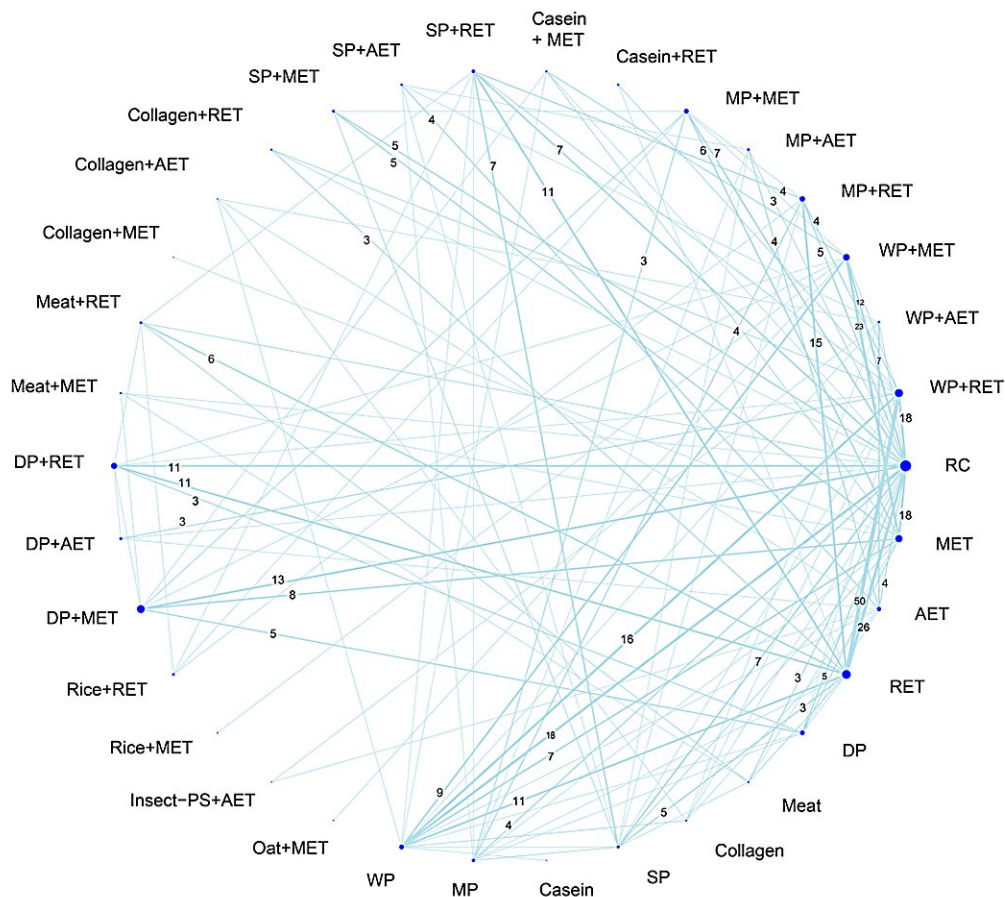 SP+RET
Casein
+ MET
SP+AET
Casein+RET
SP+MET
MP+MET
Collagen+RET
MP+AET
Collagen+AET
MP+RET
Collagen+MET
WP+MET
Meat+RET
WP+AET
Meat+MET
WP+RET
DP+RET
RC
DP+AET
MET
DP+MET
AET
Rice+RET
RET
Rice+MET
DP
Insect-PS+AET
Meat
Oat+MET
Collagen
WP
MP
Casein
SP
4
5
5
7
7
11
6
7
4
3
4
4
5
3
3
4
12
23
15
7
6
18
11
11
3
3
18
13
8
4
50
26
5
16
7
3
5
3
18
7
9
11
4
5